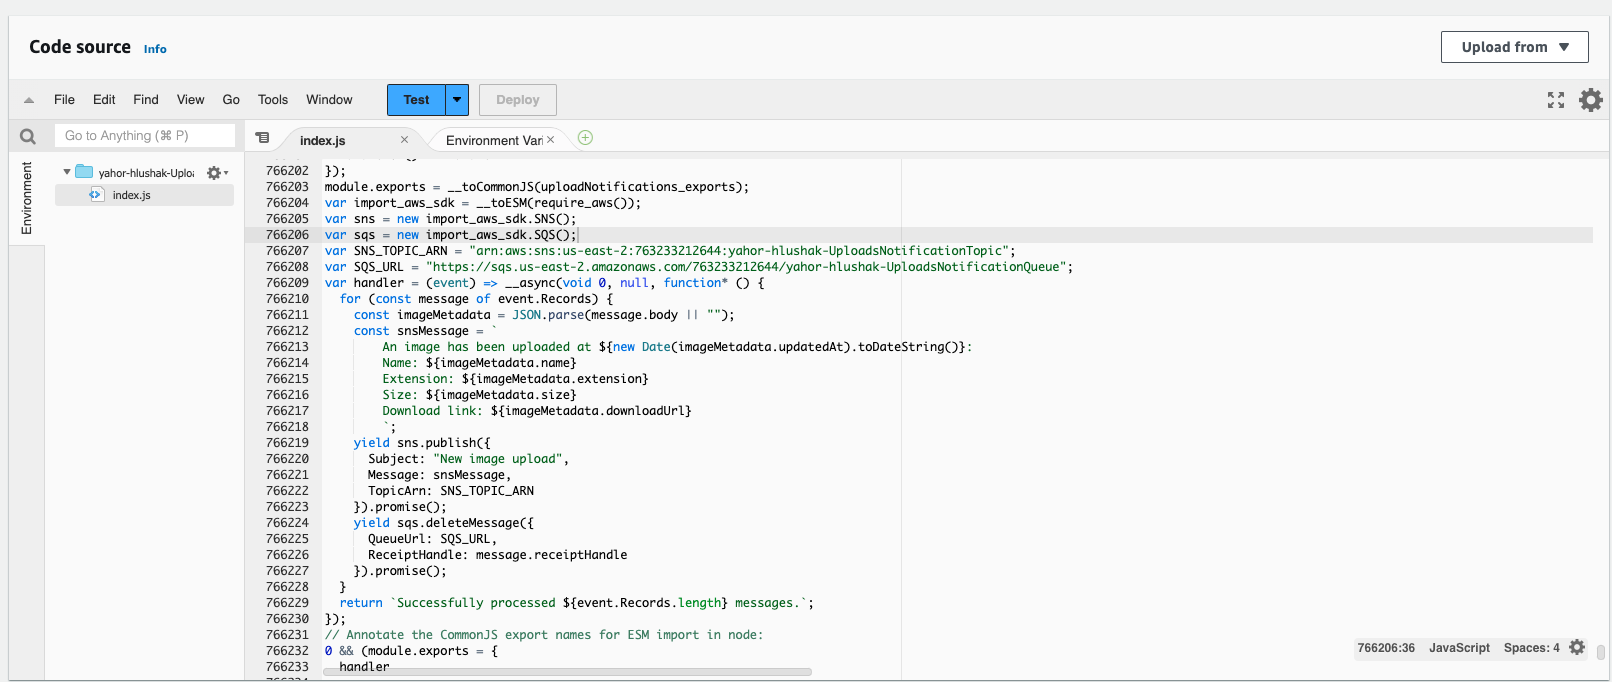 Code source Info
Upload from
File Edit Find View Go Tools Window Test Deploy
Go to Anything (⌘ P)
index.js × Environment Vari ×
Environment
yahor-hlushak-Uploa
index.js
766202 });
766203 module.exports = __toCommonJS(uploadNotifications_exports);
766204 var import_aws_sdk = __toESM(require_aws());
766205 var sns = new import_aws_sdk.SNS();
766206 var sqs = new import_aws_sdk.SQS();
766207 var SNS_TOPIC_ARN = "arn:aws:sns:us-east-2:763233212644:yahor-hlushak-UploadsNotificationTopic";
766208 var SQS_URL = "https://sqs.us-east-2.amazonaws.com/763233212644/yahor-hlushak-UploadsNotificationQueue";
766209 var handler = (event) => __async(void 0, null, function* () {
766210 for (const message of event.Records) {
766211 const imageMetadata = JSON.parse(message.body || "");
766212 const snsMessage = `
766213 An image has been uploaded at ${new Date(imageMetadata.updatedAt).toDateString()}:
766214 Name: ${imageMetadata.name}
766215 Extension: ${imageMetadata.extension}
766216 Size: ${imageMetadata.size}
766217 Download link: ${imageMetadata.downloadUrl}
766218 `;
766219 yield sns.publish({
766220 Subject: "New image upload",
766221 Message: snsMessage,
766222 TopicArn: SNS_TOPIC_ARN
766223 }).promise();
766224 yield sqs.deleteMessage({
766225 QueueUrl: SQS_URL,
766226 ReceiptHandle: message.receiptHandle
766227 }).promise();
766228 }
766229 return `Successfully processed ${event.Records.length} messages.`;
766230 });
766231 // Annotate the CommonJS export names for ESM import in node:
766232 0 && (module.exports = {
766233 handler
766206:36 JavaScript Spaces: 4